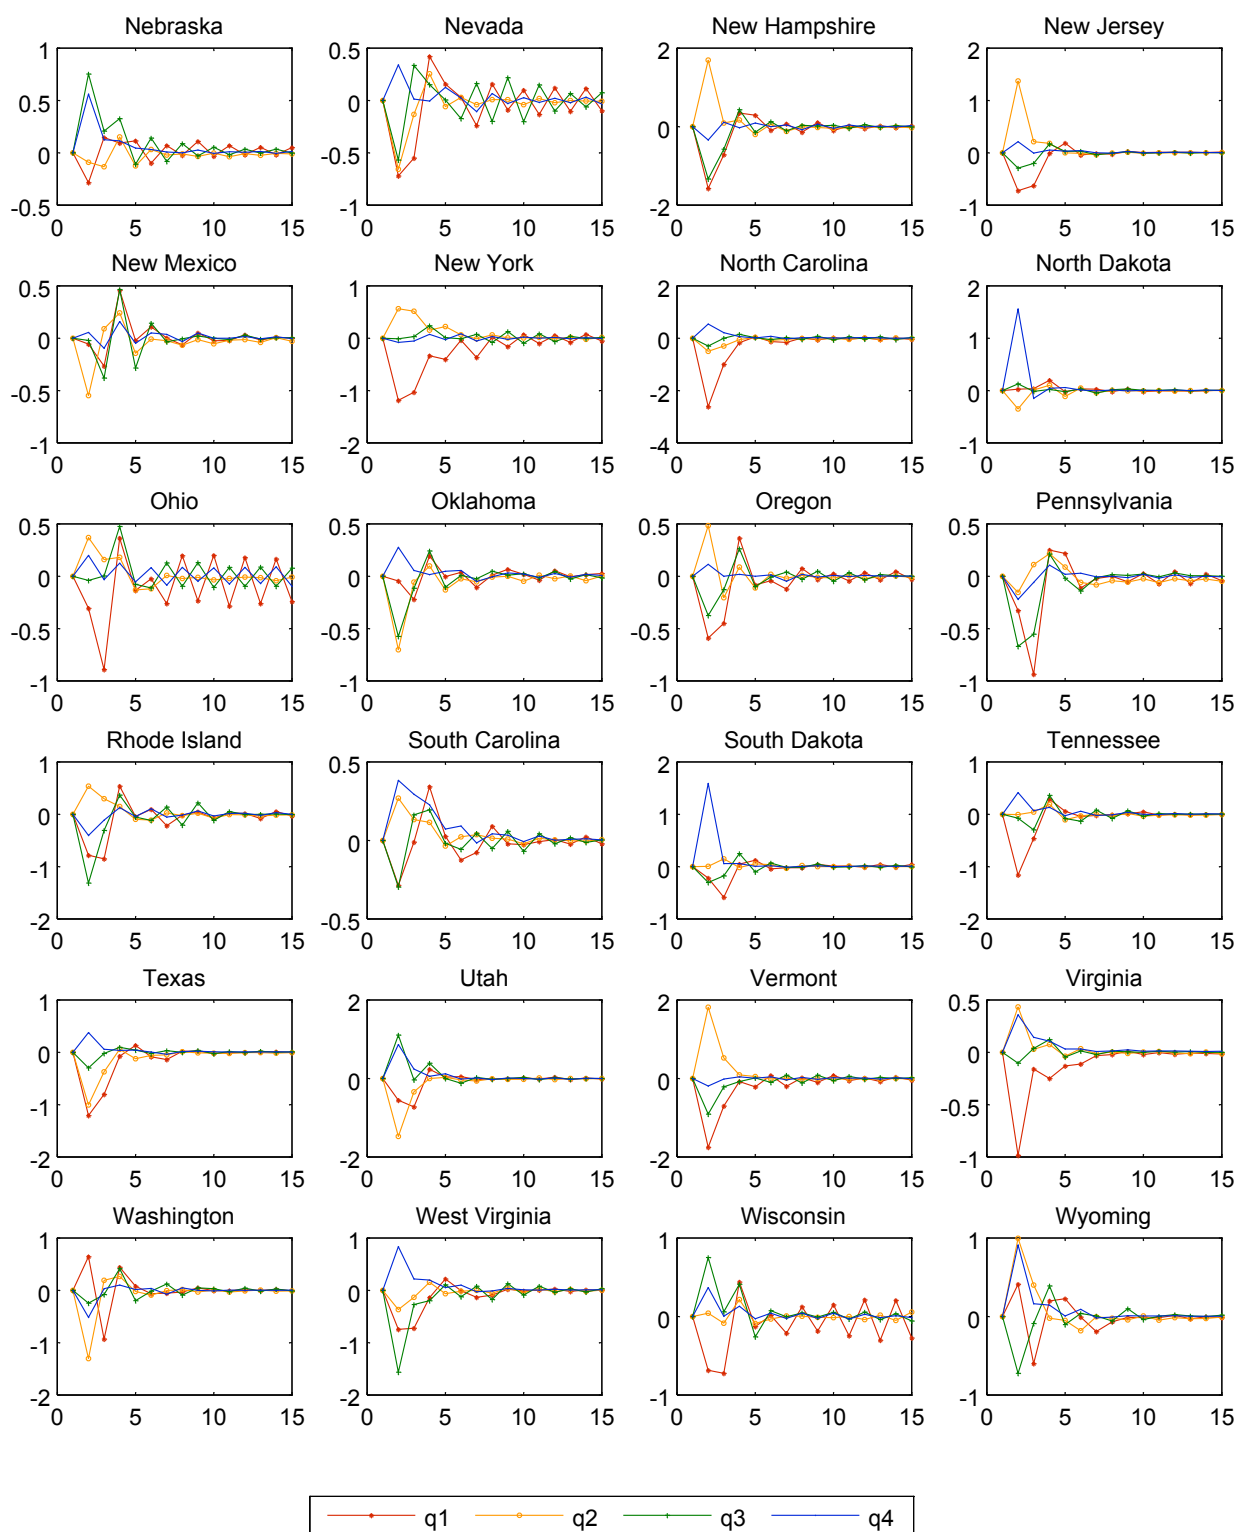 Nebraska Nevada New Hampshire New Jersey
1 0.5 2 2
0.5 0 1
0 -0.5 0 0
-0.5 -1 2 -1
0 5 10 15 0 5 10 15 0 5 10 15 0 5 10 15
New Mexico New York North Carolina North Dakota
0.5 1 2 2
0 0 0 1
-0.5 -1 -2 0
-1 -2 -4 -1
0 5 10 15 0 5 10 15 0 5 10 15 0 5 10 15
Ohio Oklahoma Oregon Pennsylvania
0.5 0.5 0.5 0.5
0 0 0 0
-0.5 -0.5 -0.5 -0.5
-1 -1 -1 -1
0 5 10 15 0 5 10 15 0 5 10 15 0 5 10 15
Rhode Island South Carolina South Dakota Tennessee
1 0.5 2 1
0 0 1 0
-1 0 -1
-2 -0.5 -1 -2
0 5 10 15 0 5 10 15 0 5 10 15 0 5 10 15
Texas Utah Vermont Virginia
1 2 2 0.5
0 0 0 0
-1 -0.5
-2 2 2 -1
0 5 10 15 0 5 10 15 0 5 10 15 0 5 10 15
Washington West Virginia Wisconsin Wyoming
1 1 1 1
0 0 0 0
-1 -1
-2 -2 -1 -1
0 5 10 15 0 5 10 15 0 5 10 15 0 5 10 15
q1 q2 q3 q4